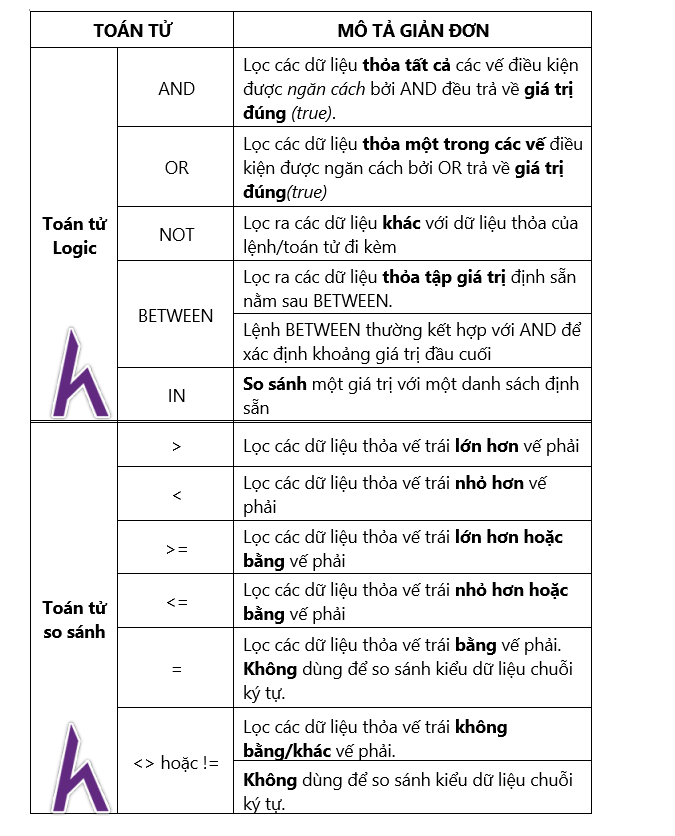 TOÁN TỬ
MÔ TẢ GIẢN ĐƠN
Toán tử
Logic
AND
Lọc các dữ liệu thỏa tất cả các vế điều kiện
được ngăn cách bởi AND đều trả về giá trị
đúng (true).
OR
Lọc các dữ liệu thỏa một trong các vế điều
kiện được ngăn cách bởi OR trả về giá trị
đúng(true)
NOT
Lọc ra các dữ liệu khác với dữ liệu thỏa của
lệnh/toán tử đi kèm
BETWEEN
Lọc ra các dữ liệu thỏa tập giá trị định sẵn
nằm sau BETWEEN.
Lệnh BETWEEN thường kết hợp với AND để
xác định khoảng giá trị đầu cuối
IN
So sánh một giá trị với một danh sách định
sẵn
Toán tử
so sánh
>
Lọc các dữ liệu thỏa vế trái lớn hơn vế phải
<
Lọc các dữ liệu thỏa vế trái nhỏ hơn vế
phải
>=
Lọc các dữ liệu thỏa vế trái lớn hơn hoặc
bằng vế phải
<=
Lọc các dữ liệu thỏa vế trái nhỏ hơn hoặc
bằng vế phải
=
Lọc các dữ liệu thỏa vế trái bằng vế phải.
Không dùng để so sánh kiểu dữ liệu chuỗi
ký tự.
<> hoặc !=
Lọc các dữ liệu thỏa vế trái không
bằng/khác vế phải.
Không dùng để so sánh kiểu dữ liệu chuỗi
ký tự.